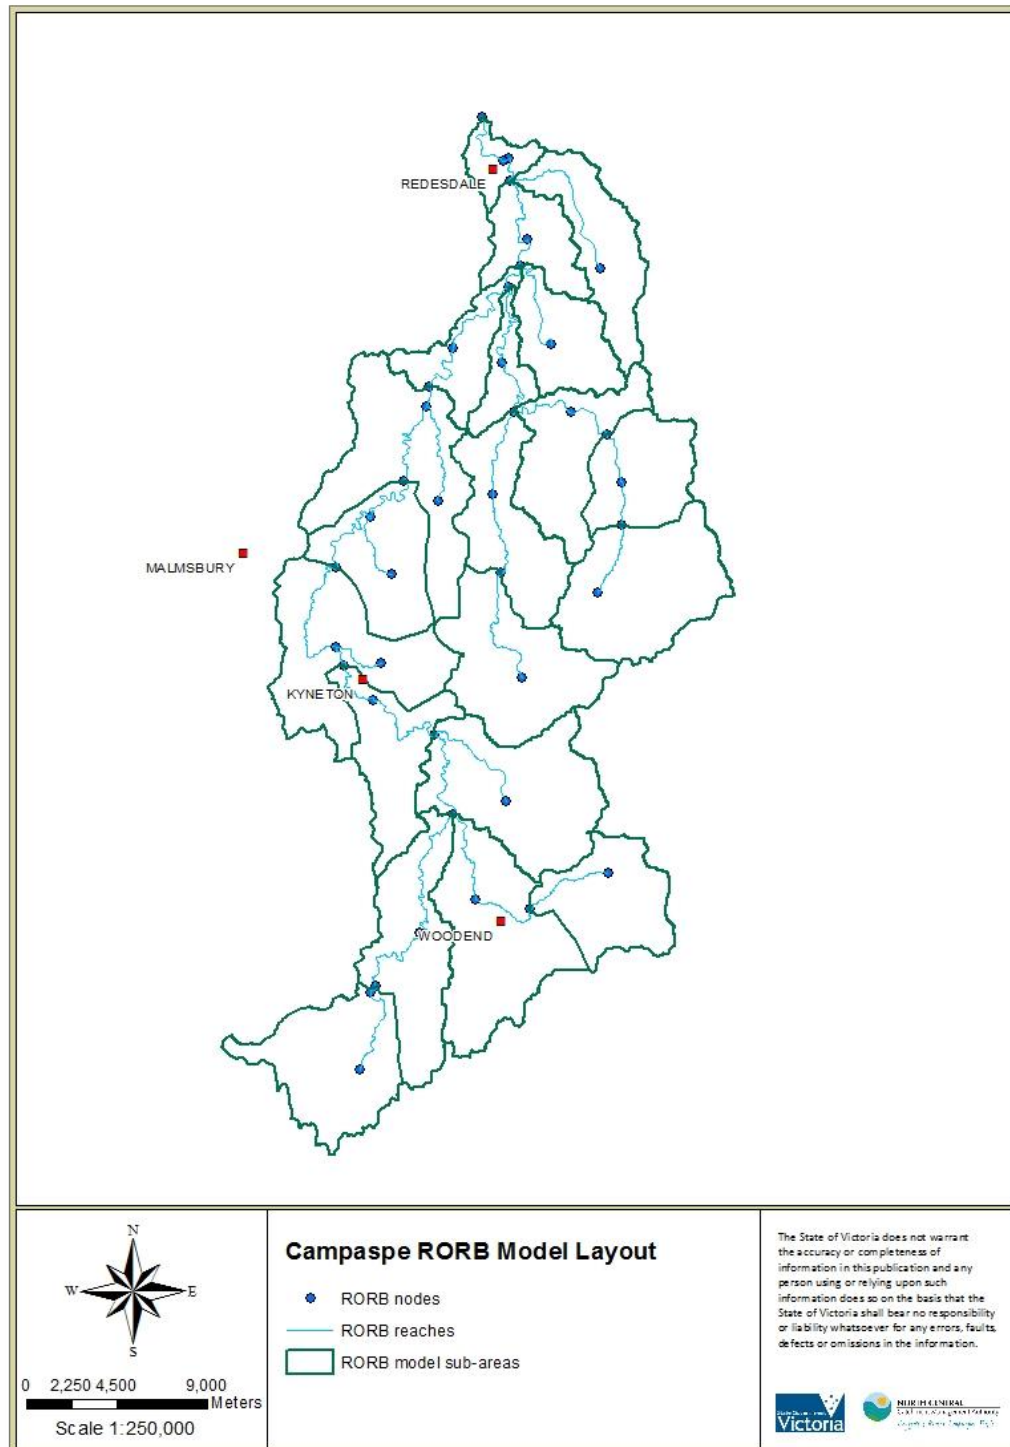 REDESDALE
MALMSBURY
KYNETON
WOODEND
N
W
E
S
0 2,250 4,500 9,000
Meters
Scale 1:250,000
Campaspe RORB Model Layout
RORB nodes
RORB reaches
RORB model sub-areas
The State of Victoria does not warrant
the accuracy or completeness of
information in this publication and any
person using or relying upon such
information does so on the basis that the
State of Victoria shall bear no responsibility
or liability whatsoever for any errors, faults,
defects or omissions in the information.
Victoria
NORTH CENTRAL
Catchment Management Authority